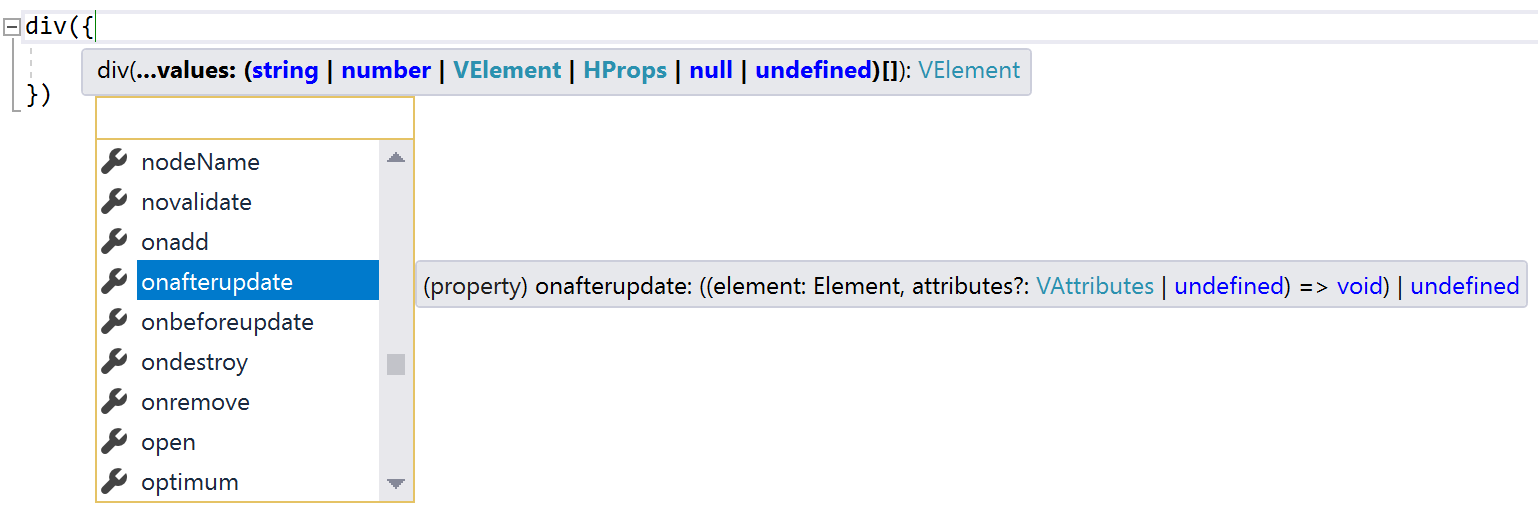 div({
div(...values: (string | number | VElement | HProps | null | undefined)[]): VElement
})
nodeName
novalidate
onadd
onafterupdate
(property) onafterupdate: ((element: Element, attributes?: VAttributes | undefined) => void) | undefined
onbeforeupdate
ondestroy
onremove
open
optimum